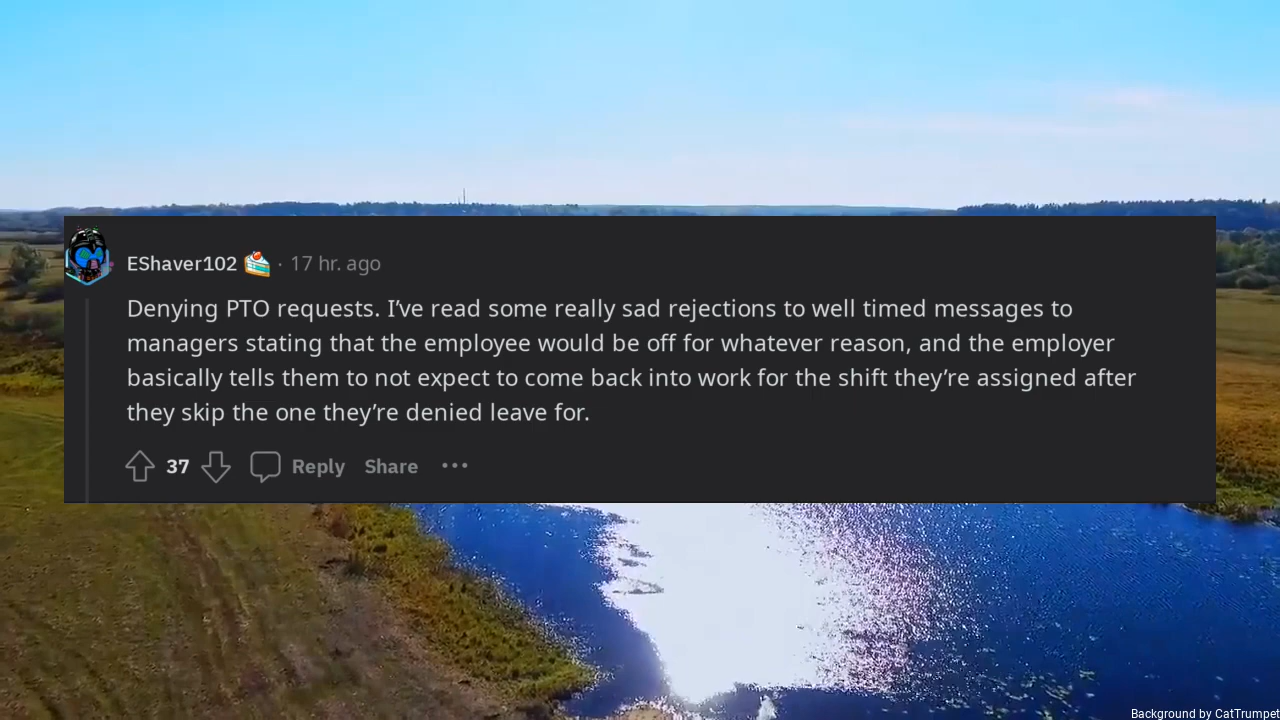 EShaver102 🍰 · 17 hr. ago
Denying PTO requests. I’ve read some really sad rejections to well timed messages to
managers stating that the employee would be off for whatever reason, and the employer
basically tells them to not expect to come back into work for the shift they’re assigned after
they skip the one they’re denied leave for.
37 Reply Share ···
Background by CatTrumpet